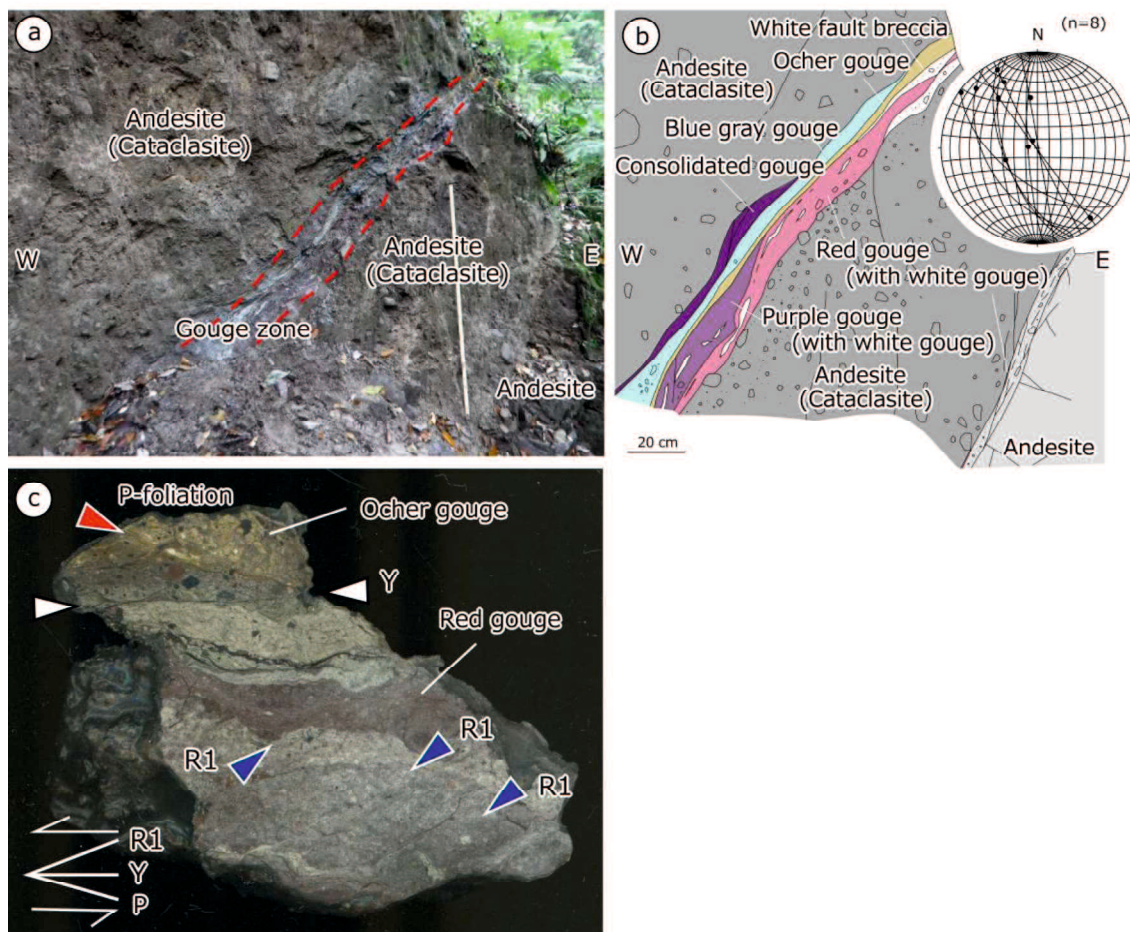 a
Andesite
(Cataclasite)
Andesite
(Cataclasite)
W
E
Gouge zone
Andesite
b
(n=8)
N
White fault breccia
Ocher gouge
Andesite
(Cataclasite)
Blue gray gouge
Consolidated gouge
W
E
Red gouge
(with white gouge)
Purple gouge
(with white gouge)
Andesite
(Cataclasite)
20 cm
Andesite
c
P-foliation
Ocher gouge
Y
Red gouge
R1
R1
R1
R1
Y
P